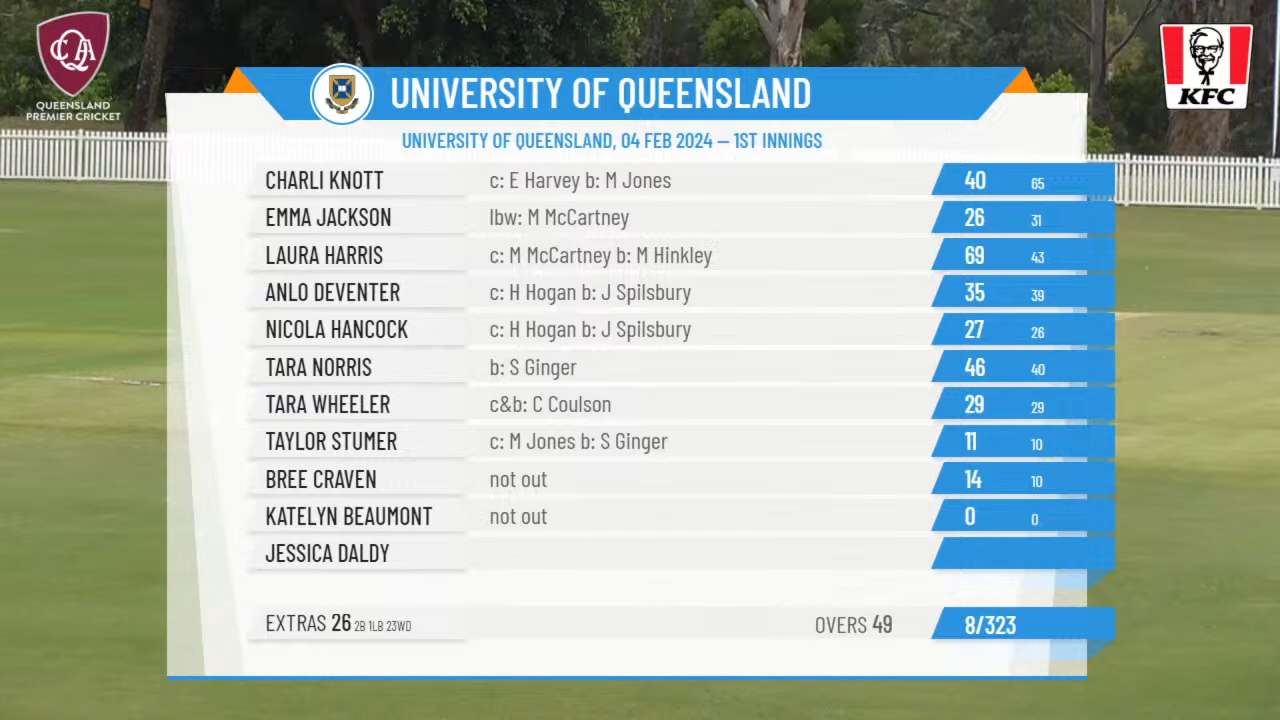 QUEENSLAND
PREMIER CRICKET
KFC
UNIVERSITY OF QUEENSLAND
UNIVERSITY OF QUEENSLAND, 04 FEB 2024 – 1ST INNINGS
CHARLI KNOTT c: E Harvey b: M Jones 40 65
EMMA JACKSON lbw: M McCartney 26 31
LAURA HARRIS c: M McCartney b: M Hinkley 69 43
ANLO DEVENTER c: H Hogan b: J Spilsbury 35 39
NICOLA HANCOCK c: H Hogan b: J Spilsbury 27 26
TARA NORRIS b: S Ginger 46 40
TARA WHEELER c&b: C Coulson 29 29
TAYLOR STUMER c: M Jones b: S Ginger 11 10
BREE CRAVEN not out 14 10
KATELYN BEAUMONT not out 0 0
JESSICA DALDY
EXTRAS 26 2B 1LB 23WD OVERS 49 8/323